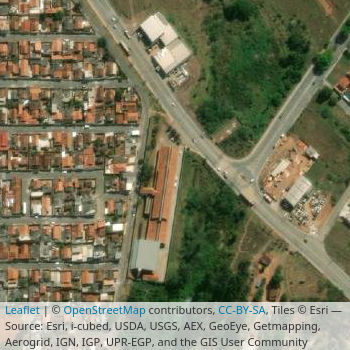 Leaflet | © OpenStreetMap contributors, CC-BY-SA, Tiles © Esri —
Source: Esri, i-cubed, USDA, USGS, AEX, GeoEye, Getmapping,
Aerogrid, IGN, IGP, UPR-EGP, and the GIS User Community